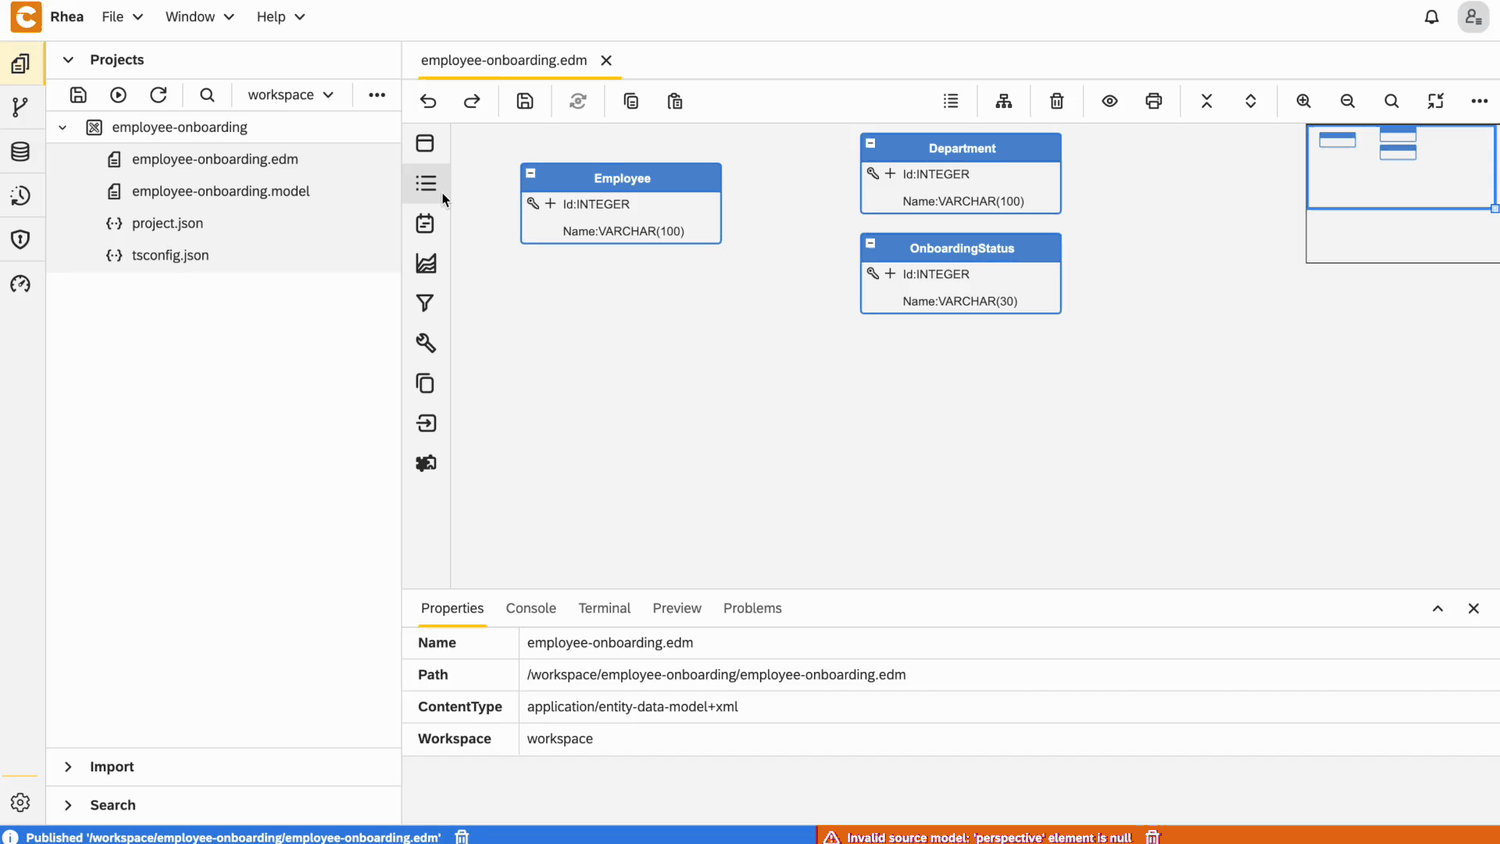 Rhea
File
Window
Help
Projects
employee-onboarding.edm
workspace
employee-onboarding
employee-onboarding.edm
employee-onboarding.model
project.json
tsconfig.json
Employee
Id:INTEGER
Name:VARCHAR(100)
Department
Id:INTEGER
Name:VARCHAR(100)
OnboardingStatus
Id:INTEGER
Name:VARCHAR(30)
Properties
Console
Terminal
Preview
Problems
Name employee-onboarding.edm
Path /workspace/employee-onboarding/employee-onboarding.edm
ContentType application/entity-data-model+xml
Workspace workspace
Import
Search
Published '/workspace/employee-onboarding/employee-onboarding.edm'
Invalid source model: 'perspective' element is null